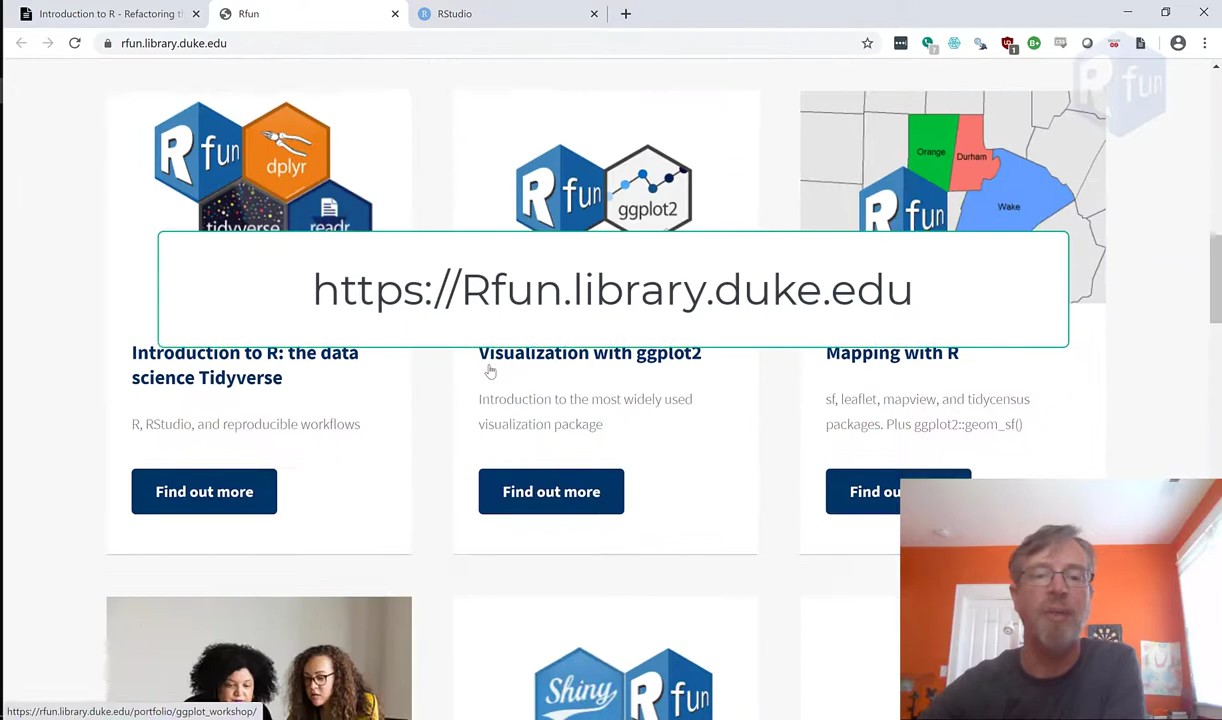 Introduction to R - Refactoring t
Rfun
RStudio
rfun.library.duke.edu
R fun
R fun
dplyr
tidyverse
readr
R fun
ggplot2
Orange
Durham
Wake
R fun
https://Rfun.library.duke.edu
Introduction to R: the data
science Tidyverse
R, RStudio, and reproducible workflows
Find out more
Visualization with ggplot2
Introduction to the most widely used
visualization package
Find out more
Mapping with R
sf, leaflet, mapview, and tidycensus
packages. Plus ggplot2::geom_sf()
Find ou
Shiny
R fun
https://rfun.library.duke.edu/portfolio/ggplot_workshop/